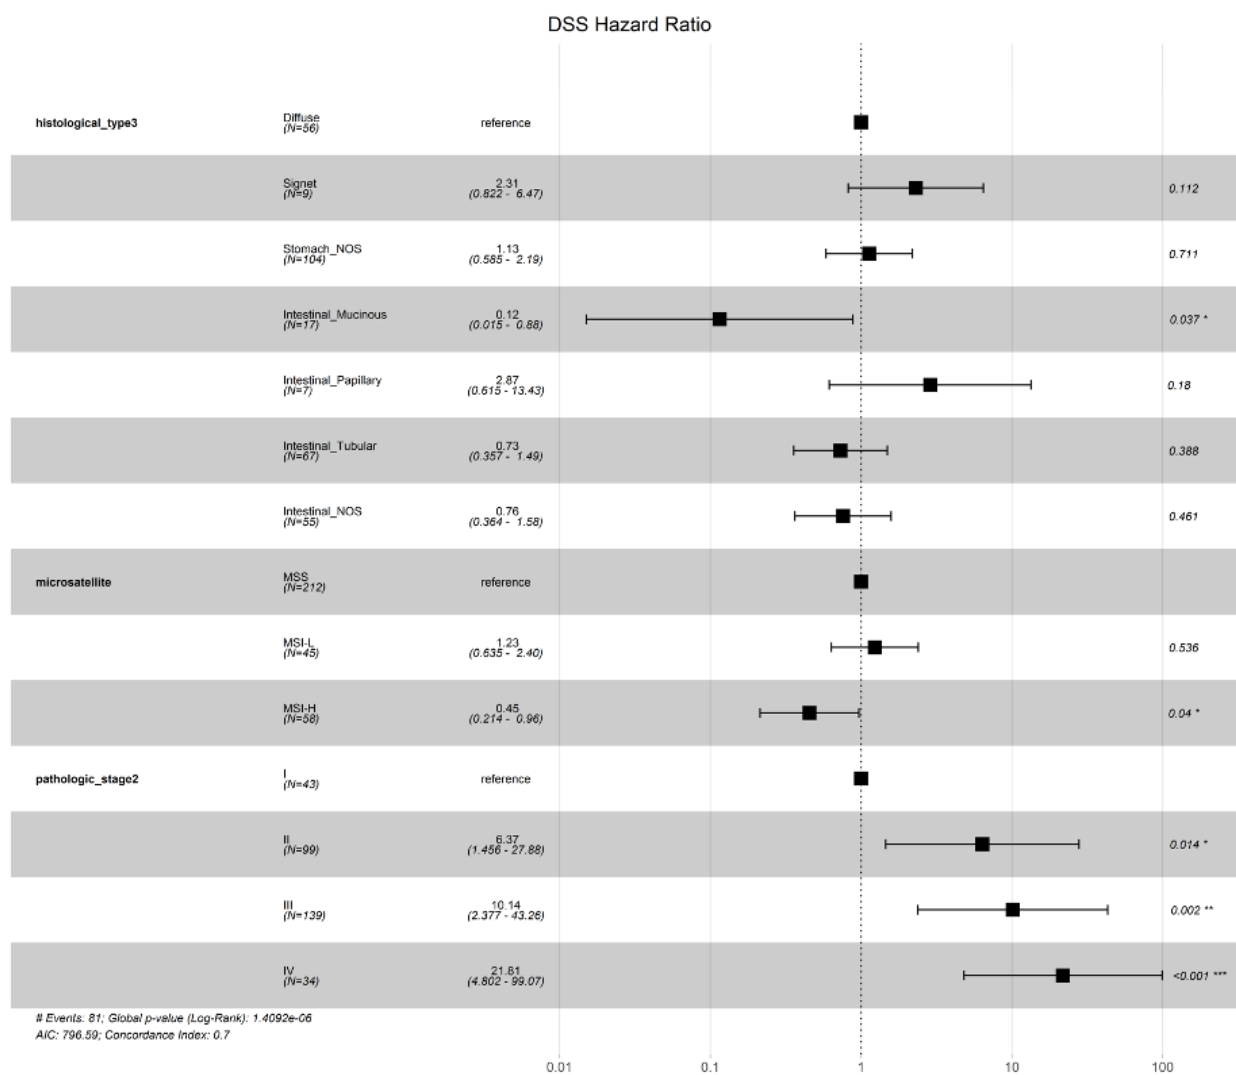 DSS Hazard Ratio
histological_type3 Diffuse reference
(N=56)
Signet 2.31
(N=9) (0.822 - 6.47) 0.112
Stomach_NOS 1.13
(N=104) (0.585 - 2.19) 0.711
Intestinal_Mucinous 0.12
(N=17) (0.015 - 0.88) 0.037 *
Intestinal_Papillary 2.87
(N=7) (0.615 - 13.43) 0.18
Intestinal_Tubular 0.73
(N=67) (0.357 - 1.49) 0.388
Intestinal_NOS 0.76
(N=55) (0.364 - 1.58) 0.461
microsatellite MSS reference
(N=212)
MSI-L 1.23
(N=45) (0.635 - 2.40) 0.536
MSI-H 0.45
(N=58) (0.214 - 0.96) 0.04 *
pathologic_stage2 I reference
(N=43)
II 6.37
(N=99) (1.456 - 27.88) 0.014 *
III 10.14
(N=139) (2.377 - 43.26) 0.002 **
IV 21.81
(N=34) (4.802 - 99.07) <0.001 ***
# Events: 81; Global p-value (Log-Rank): 1.4092e-06
AIC: 796.59; Concordance Index: 0.7
0.01 0.1 1 10 100